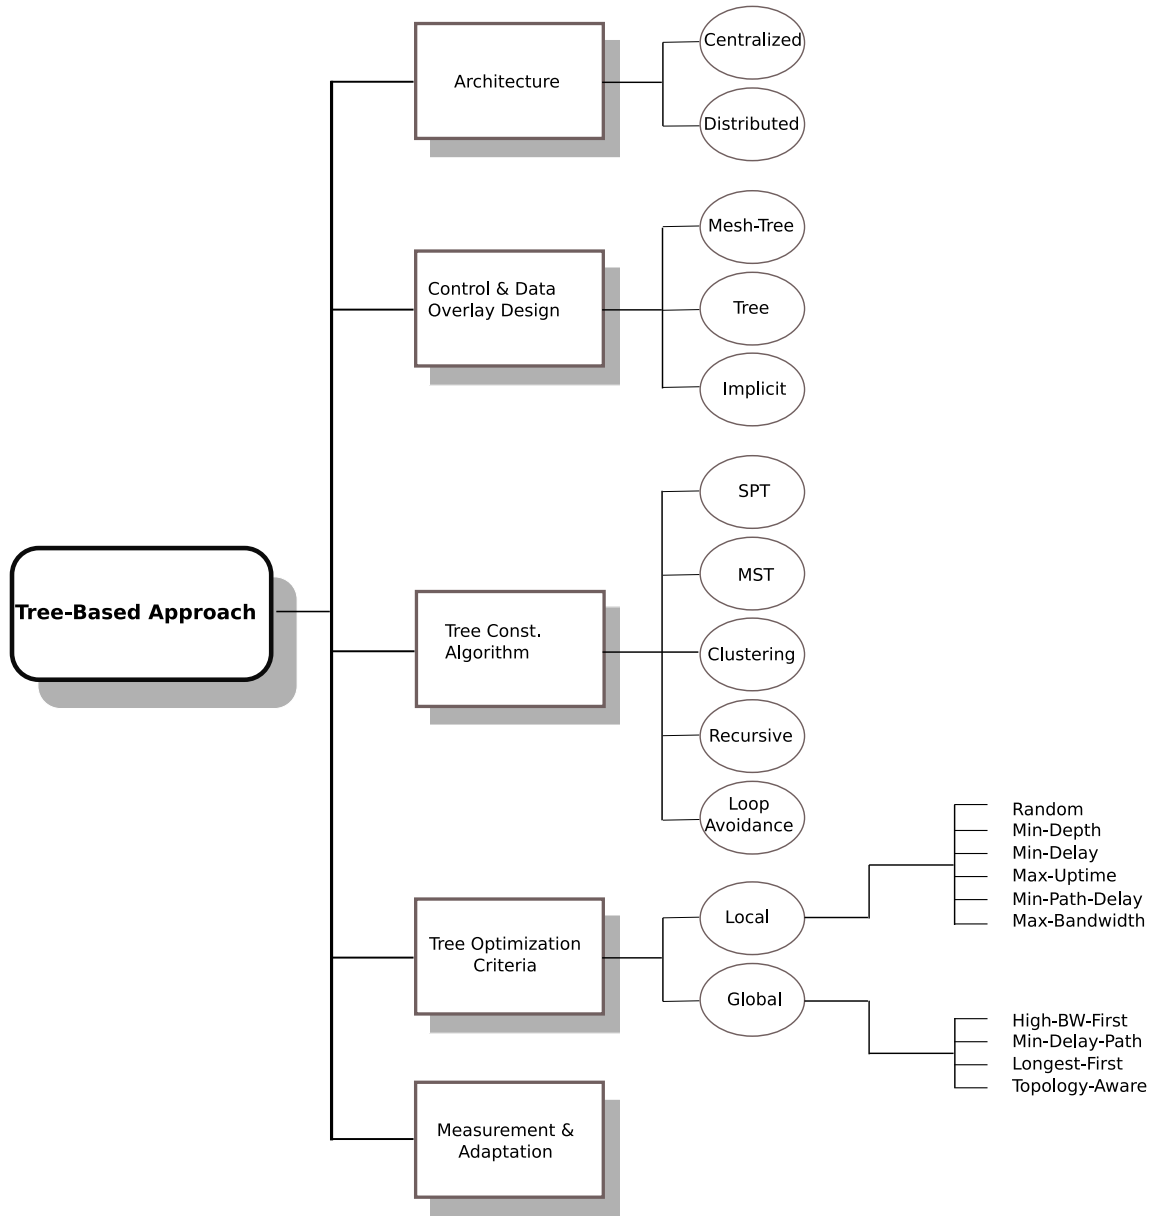 Tree-Based Approach
Architecture
Centralized
Distributed
Control & Data
Overlay Design
Mesh-Tree
Tree
Implicit
Tree Const.
Algorithm
SPT
MST
Clustering
Recursive
Loop
Avoidance
Tree Optimization
Criteria
Local
Random
Min-Depth
Min-Delay
Max-Uptime
Min-Path-Delay
Max-Bandwidth
Global
High-BW-First
Min-Delay-Path
Longest-First
Topology-Aware
Measurement &
Adaptation